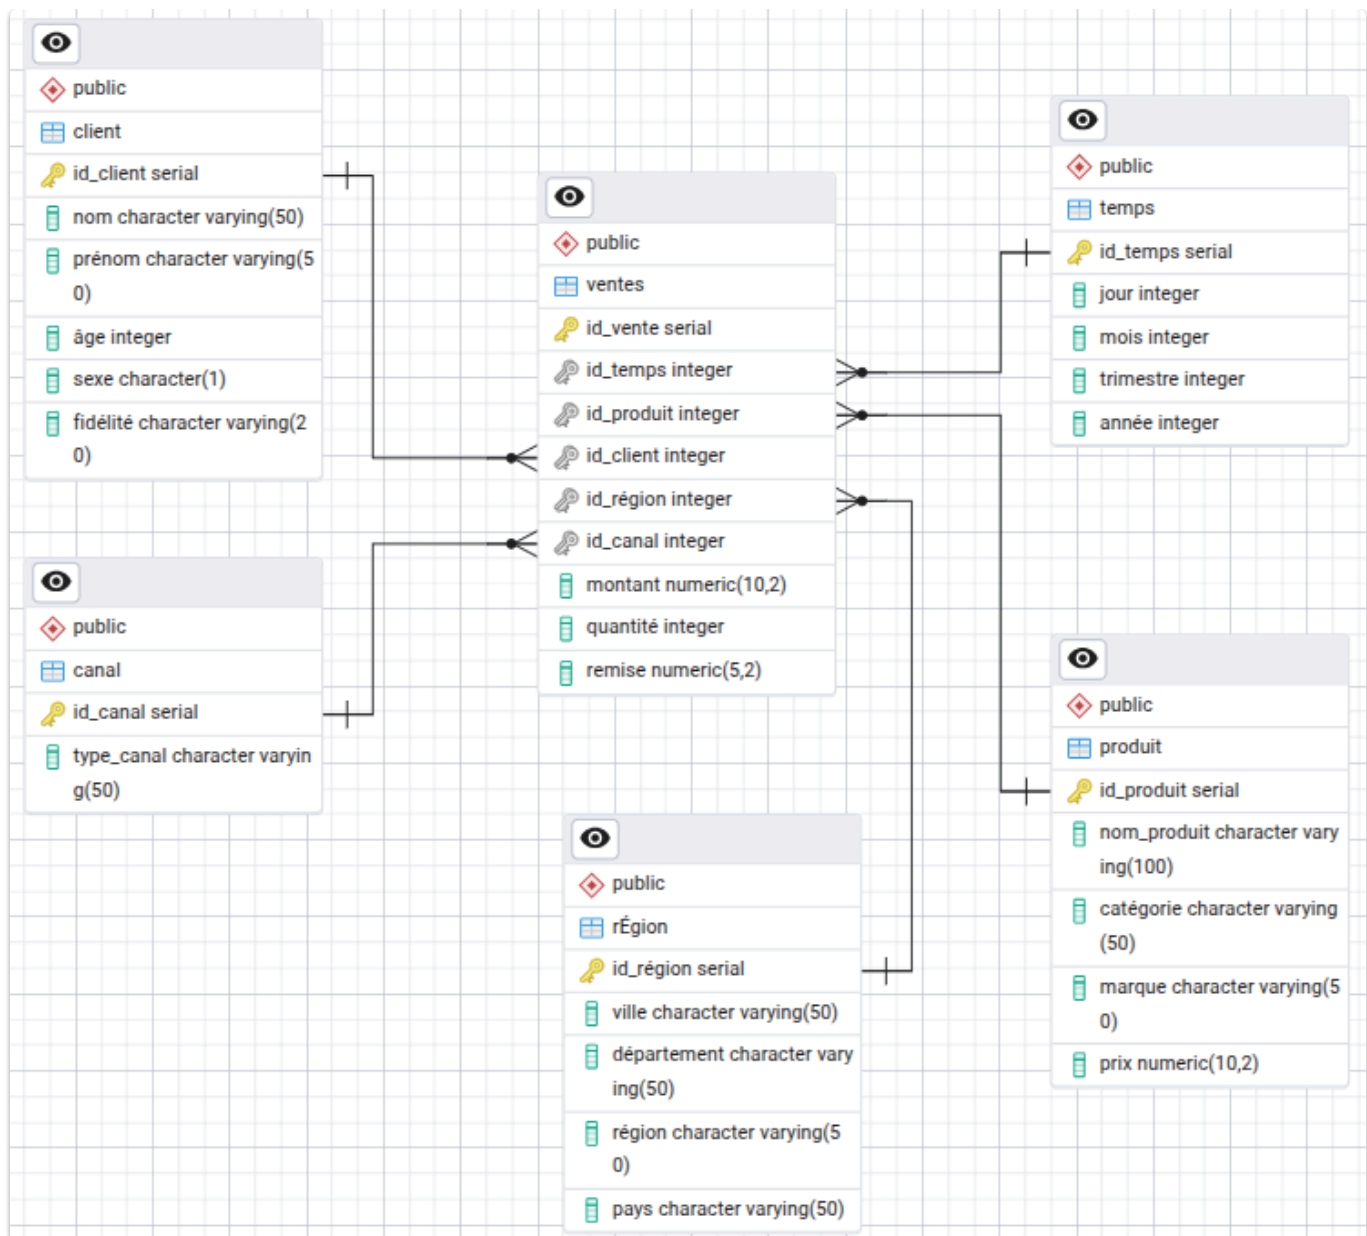 public
client
id_client serial
nom character varying(50)
prénom character varying(5
0)
âge integer
sexe character(1)
fidélité character varying(2
0)
public
canal
id_canal serial
type_canal character varyin
g(50)
public
ventes
id_vente serial
id_temps integer
id_produit integer
id_client integer
id_région integer
id_canal integer
montant numeric(10,2)
quantité integer
remise numeric(5,2)
public
rÉgion
id_région serial
ville character varying(50)
département character vary
ing(50)
région character varying(5
0)
pays character varying(50)
public
temps
id_temps serial
jour integer
mois integer
trimestre integer
année integer
public
produit
id_produit serial
nom_produit character vary
ing(100)
catégorie character varying
(50)
marque character varying(5
0)
prix numeric(10,2)